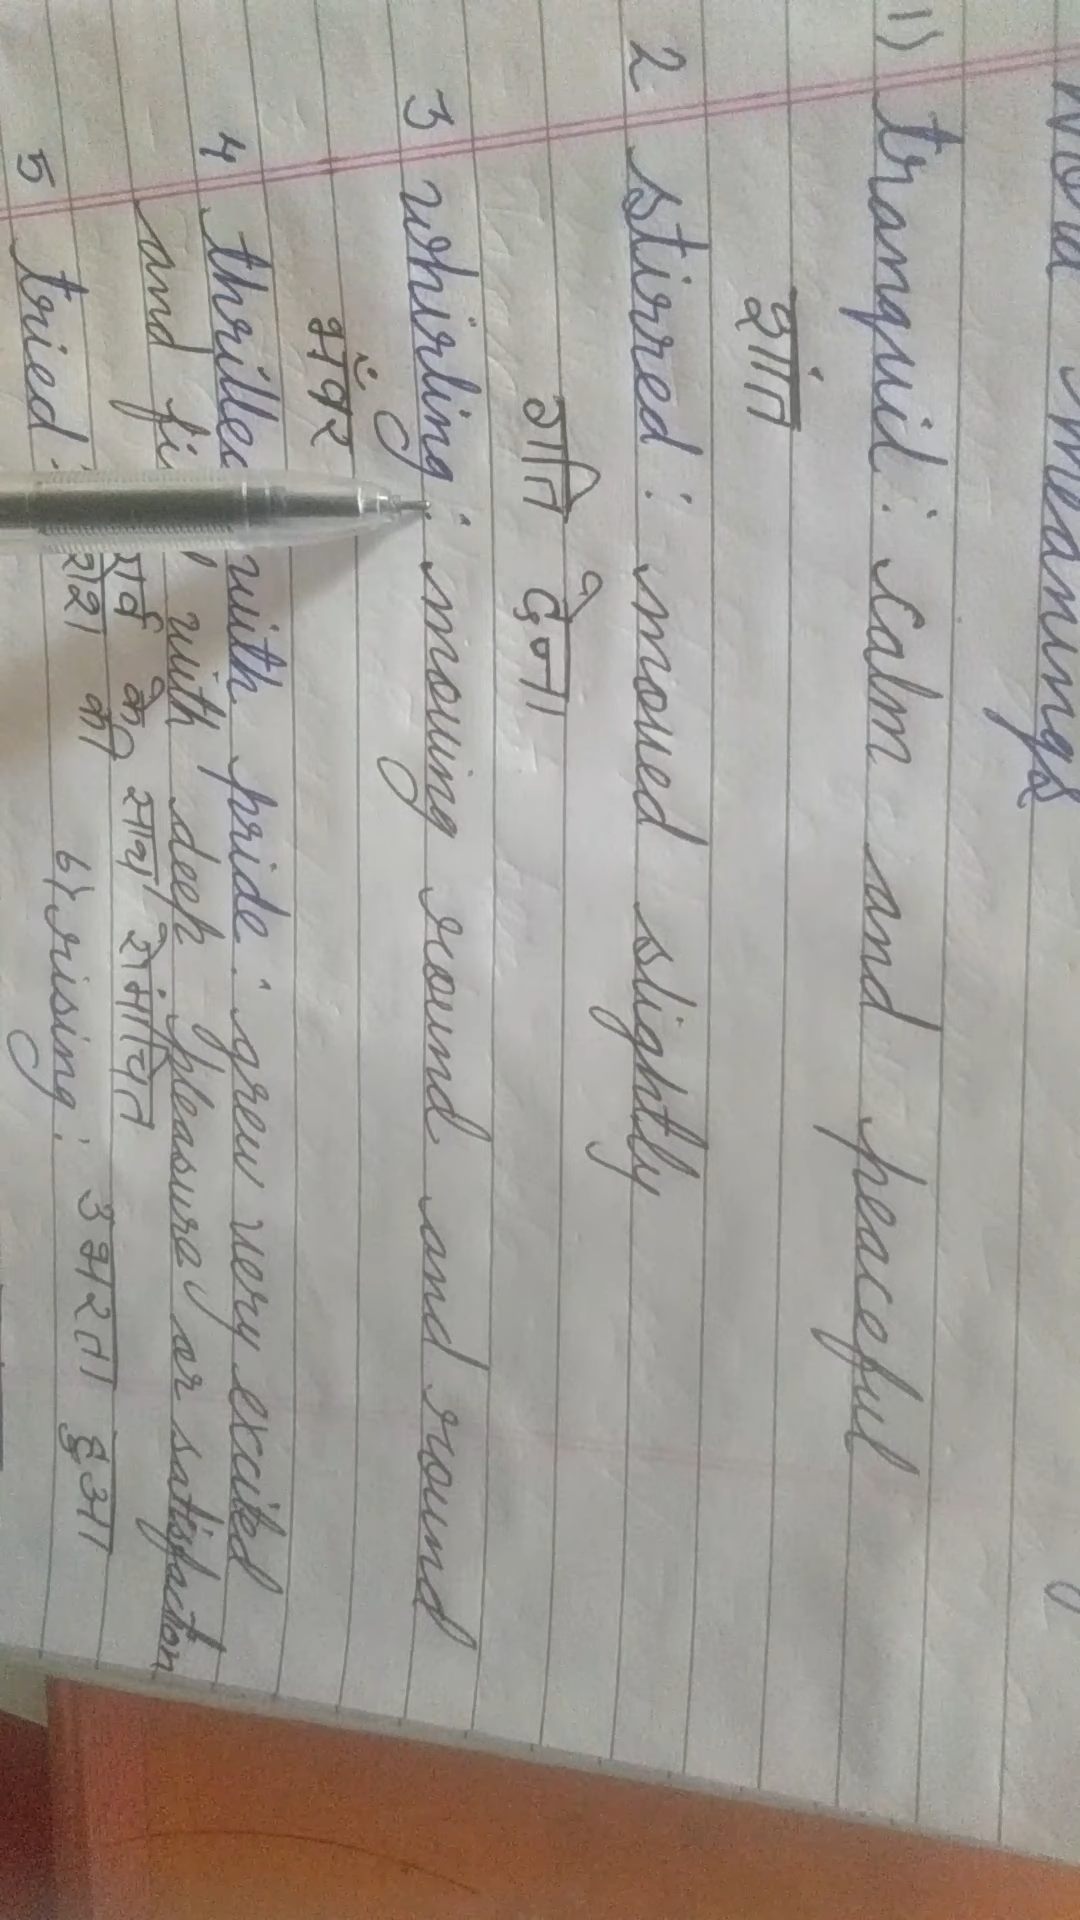 Word meanings
1) tranquil : calm and peaceful
शांत
2 stirred : moved slightly
गति देना
3 whirling : moving round and round
भँवर
4 thrilled with pride : grew very excited
and with deep pleasure or satisfaction
गर्व के साथ रोमांचित
5 tried : की 6) rising : उभरता हुआ